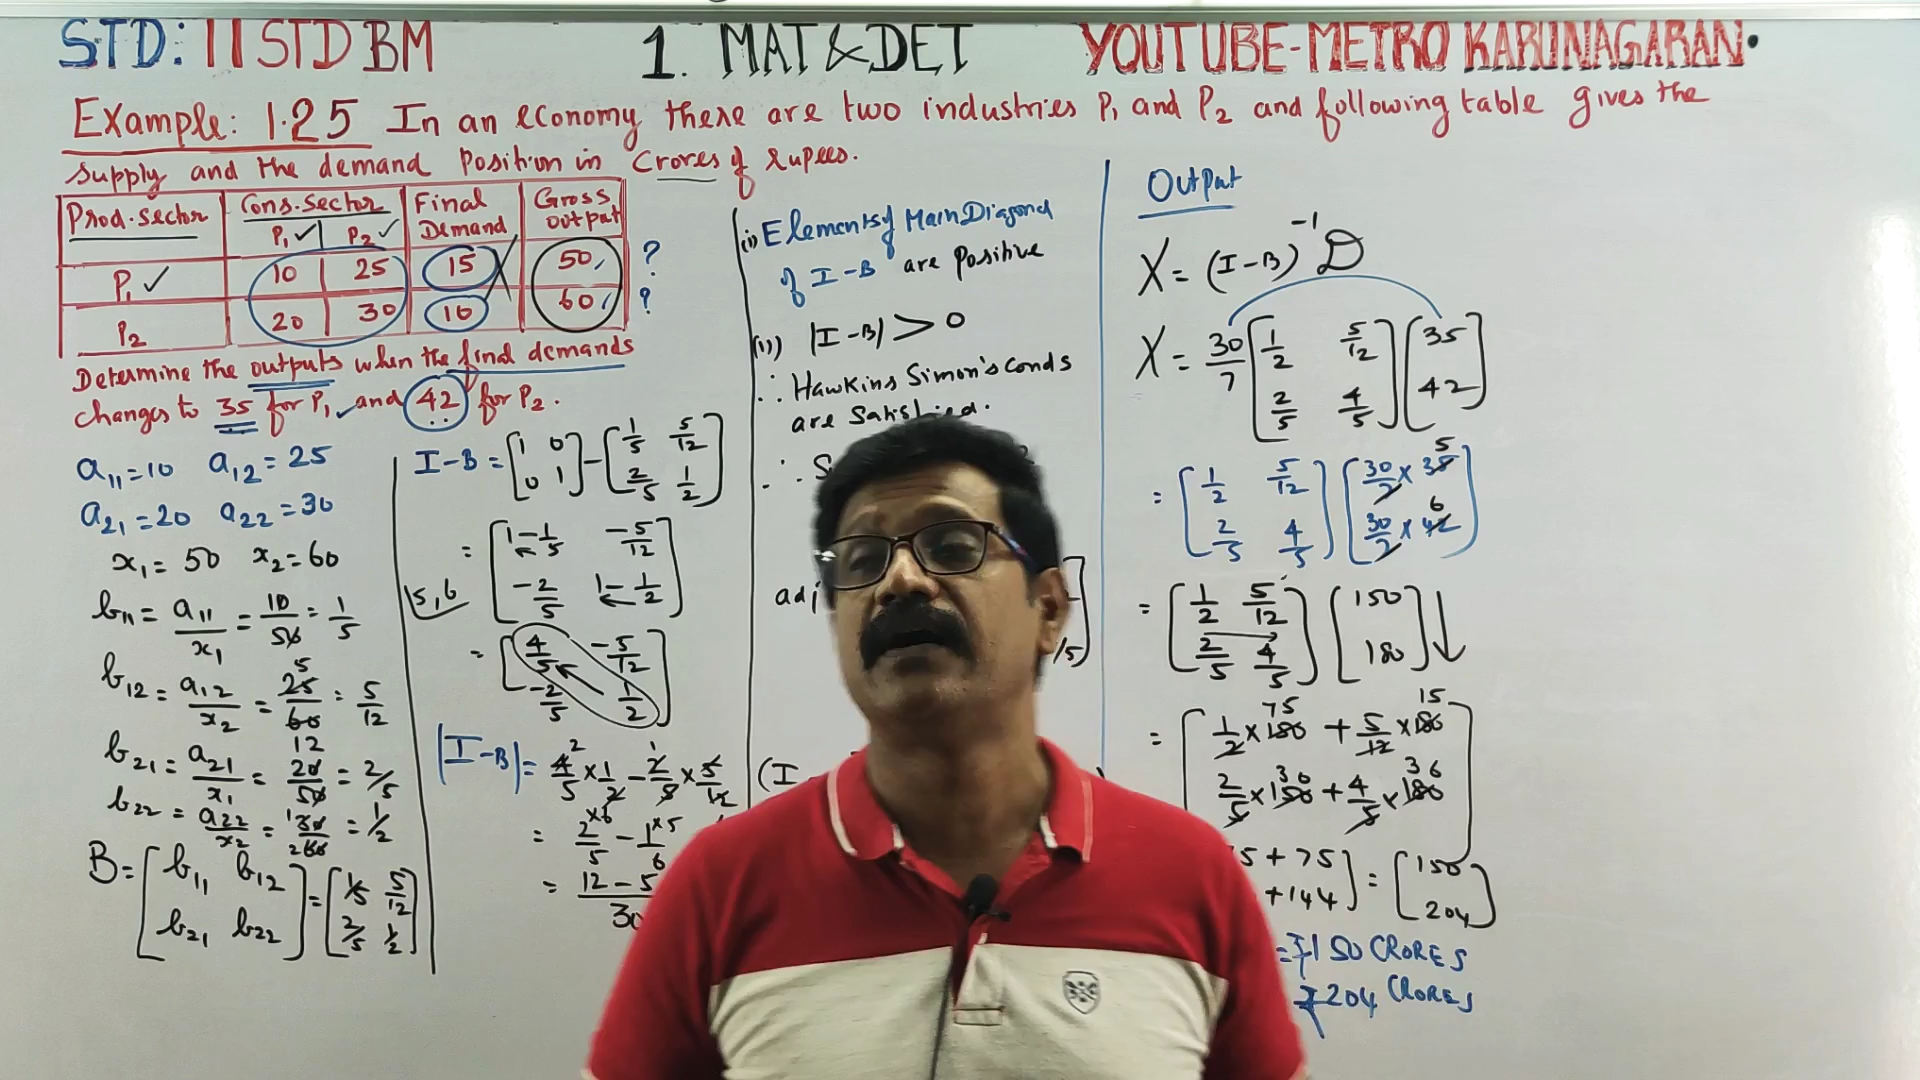 STD: 11 STD BM 1. MAT & DET YOUTUBE-METRO KARUNAGARAN.
Example: 1.25 In an economy there are two industries P₁ and P₂ and following table gives the
supply and the demand position in crores of rupees.
Prod. sector Cons. sector Final Demand Gross output
P₁ ✓ P₂ ✓
P₁ ✓ 10 25 15 50 ?
P₂ 20 30 10 60 ?
Determine the outputs when the final demands
changes to 35 for P₁ and 42 for P₂.
a₁₁ = 10 a₁₂ = 25
a₂₁ = 20 a₂₂ = 30
x₁ = 50 x₂ = 60
b₁₁ = a₁₁/x₁ = 10/50 = 1/5
b₁₂ = a₁₂/x₂ = 25/60 = 5/12
b₂₁ = a₂₁/x₁ = 20/50 = 2/5
b₂₂ = a₂₂/x₂ = 30/60 = 1/2
B = [b₁₁ b₁₂; b₂₁ b₂₂] = [1/5 5/12; 2/5 1/2]
I-B = [1 0; 0 1] - [1/5 5/12; 2/5 1/2]
= [1-1/5 -5/12; -2/5 1-1/2]
5,6
= [4/5 -5/12; -2/5 1/2]
|I-B| = 4/5 × 1/2 - 2/5 × 5/12
= 2/5 ×6 - 1/6 ×5
= 12-5
30
(i) Elements of Main Diagonal
of I-B are positive
(ii) |I-B| > 0
∴ Hawkins Simon's conds
are satisfied.
∴ S
adj
/5
(I
Output
X = (I-B)⁻¹ D
X = 30/7 [1/2 5/12; 2/5 4/5] [35; 42]
= [1/2 5/12; 2/5 4/5] [30/7 × 35; 30/7 × 42]
= [1/2 5/12; 2/5 4/5] [150; 180]
= [1/2 × 150 + 5/12 × 180; 2/5 × 150 + 4/5 × 180]
5 + 75
+ 144 = [150; 204]
= ₹150 CRORES
₹204 CRORES